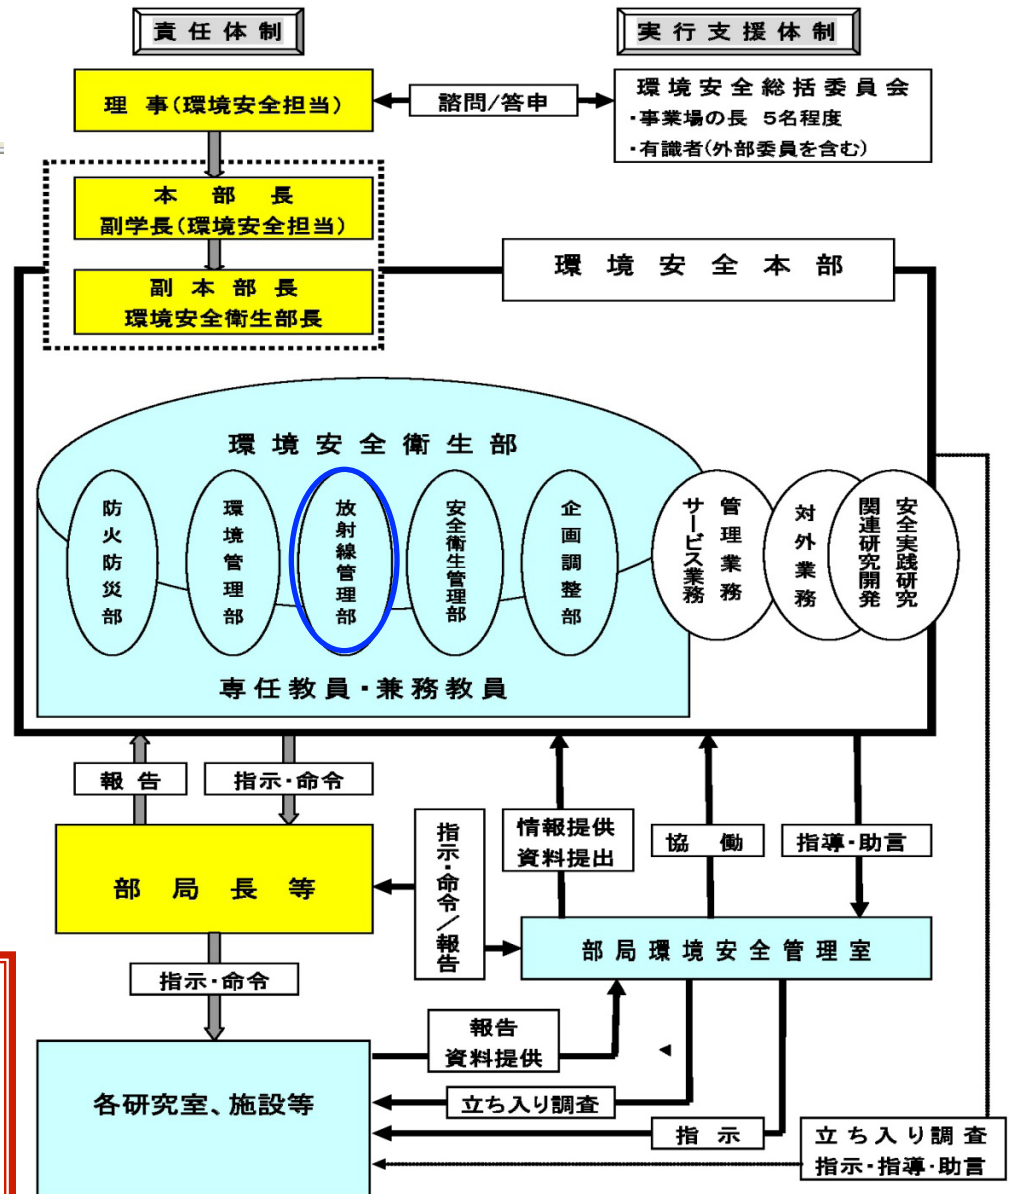 責任体制
実行支援体制
理事(環境安全担当)
諮問/答申
環境安全総括委員会
・事業場の長 5名程度
・有識者(外部委員を含む)
本部長
副学長(環境安全担当)
環境安全本部
副本部長
環境安全衛生部長
環境安全衛生部
防火防災部
環境管理部
放射線管理部
安全衛生管理部
企画調整部
管理業務
サービス業務
対外業務
安全実践研究
関連研究開発
専任教員・兼務教員
報告
指示・命令
情報提供
資料提出
協働
指導・助言
部局長等
指示・命令/報告
部局環境安全管理室
指示・命令
報告
資料提供
各研究室、施設等
立ち入り調査
指示
立ち入り調査
指示・指導・助言